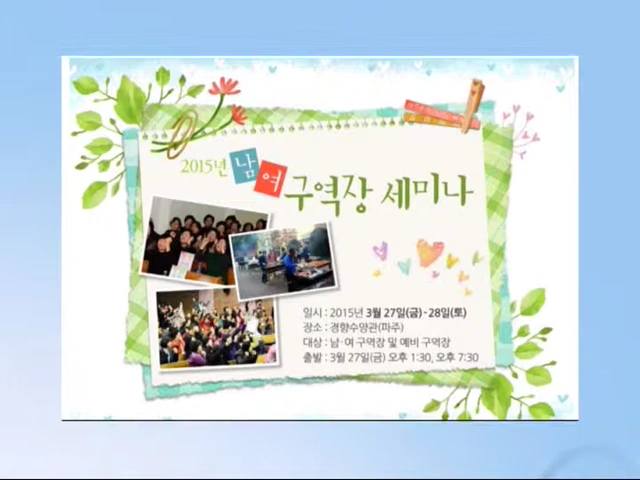 2015년 남 여 구역장 세미나
일시 : 2015년 3월 27일(금) - 28일(토)
장소 : 경향수양관(파주)
대상 : 남·여 구역장 및 예비 구역장
출발 : 3월 27일(금) 오후 1:30, 오후 7:30